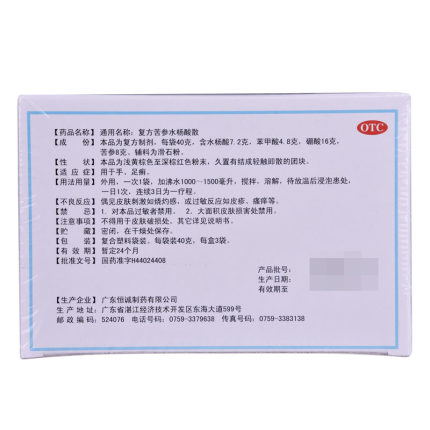 OTC
【药品名称】通用名称：复方苦参水杨酸散
【成 份】本品为复方制剂，每袋40克，含水杨酸7.2克，苯甲酸4.8克，硼酸16克，
苦参8克。辅料为滑石粉。
【性 状】本品为浅黄棕色至深棕红色粉末，久置有结成轻触即散的团块。
【适 应 症】用于手、足癣。
【用法用量】外用，一次1袋，加沸水1000～1500毫升，搅拌，溶解，待放温后浸泡患处，
一日1次，连续3日为一疗程。
【不良反应】偶见皮肤刺激如烧灼感，或过敏反应如皮疹、瘙痒等。
【禁 忌】1. 对本品过敏者禁用。2. 大面积皮肤损害处禁用。
【注意事项】不得用于皮肤破损处。其它详见说明书。
【贮 藏】密闭，在干燥处保存。
【包 装】复合塑料袋装。每袋装40克，每盒3袋。
【有 效 期】暂定24个月
【批准文号】国药准字H44024408
产品批号：
生产日期：
有效期至
【生产企业】广东恒诚制药有限公司
生产地址：广东省湛江经济技术开发区东海大道599号
邮政编码：524076 电话号码：0759-3379638 传真号码：0759-3383138